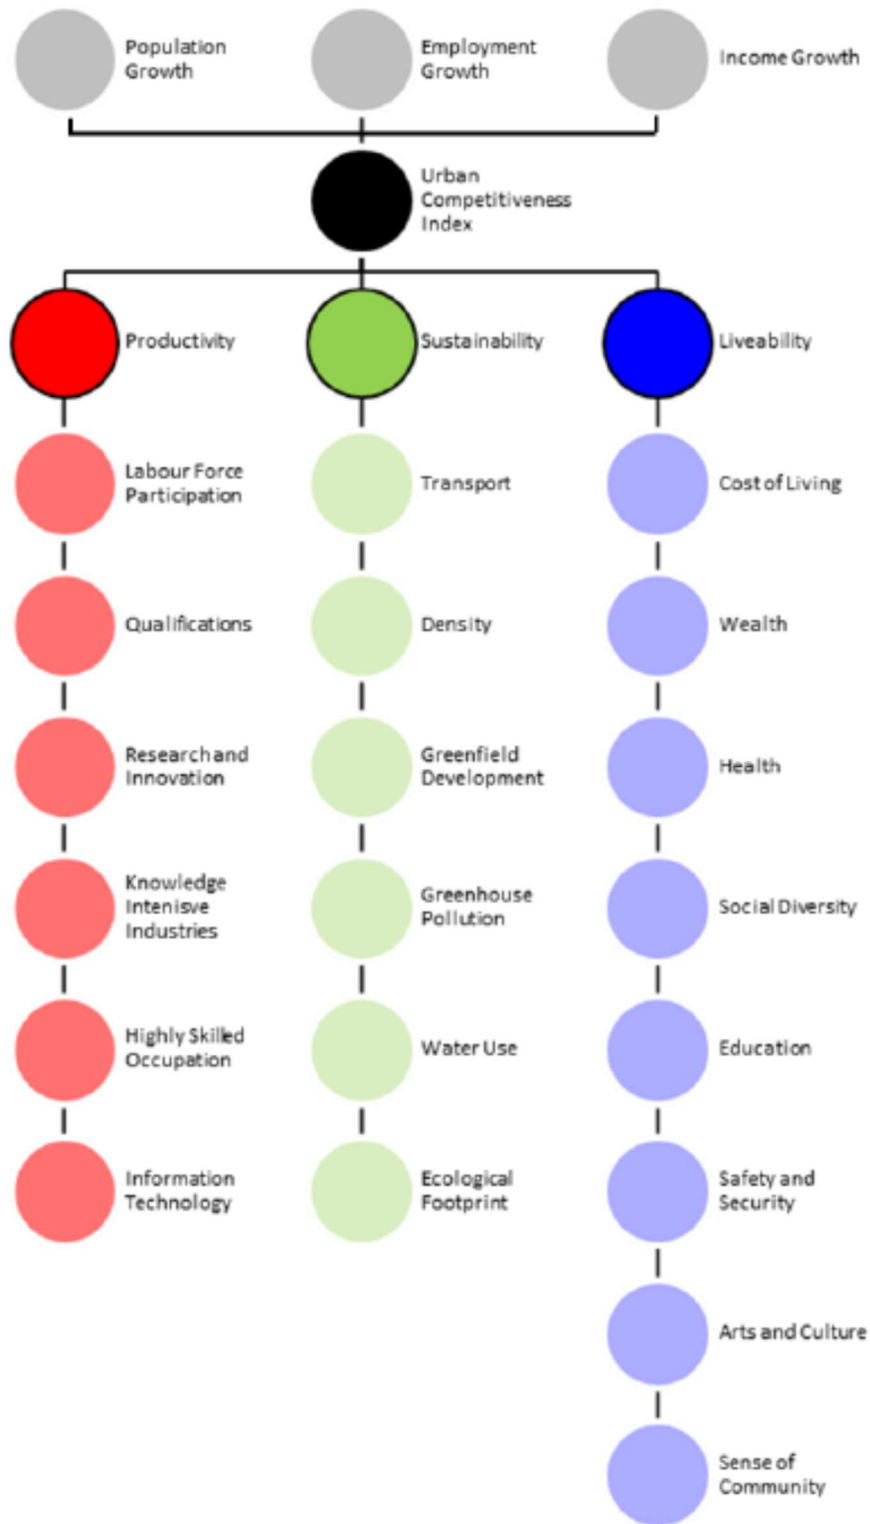 Population
Growth
Employment
Growth
Income Growth
Urban
Competitiveness
Index
Productivity
Sustainability
Liveability
Labour Force
Participation
Transport
Cost of Living
Qualifications
Density
Wealth
Research and
Innovation
Greenfield
Development
Health
Knowledge
Intenisve
Industries
Greenhouse
Pollution
Social Diversity
Highly Skilled
Occupation
Water Use
Education
Information
Technology
Ecological
Footprint
Safety and
Security
Arts and Culture
Sense of
Community